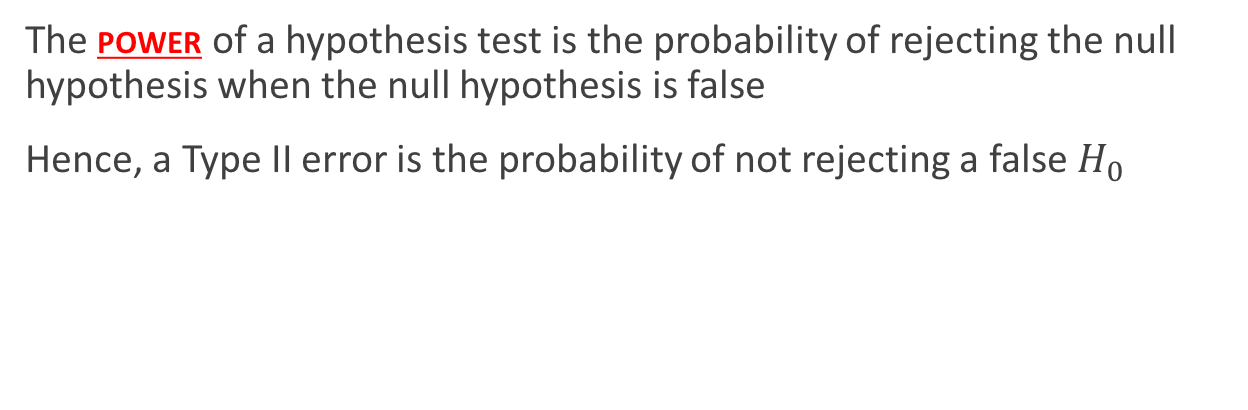 The POWER of a hypothesis test is the probability of rejecting the null
hypothesis when the null hypothesis is false
Hence, a Type II error is the probability of not rejecting a false H₀